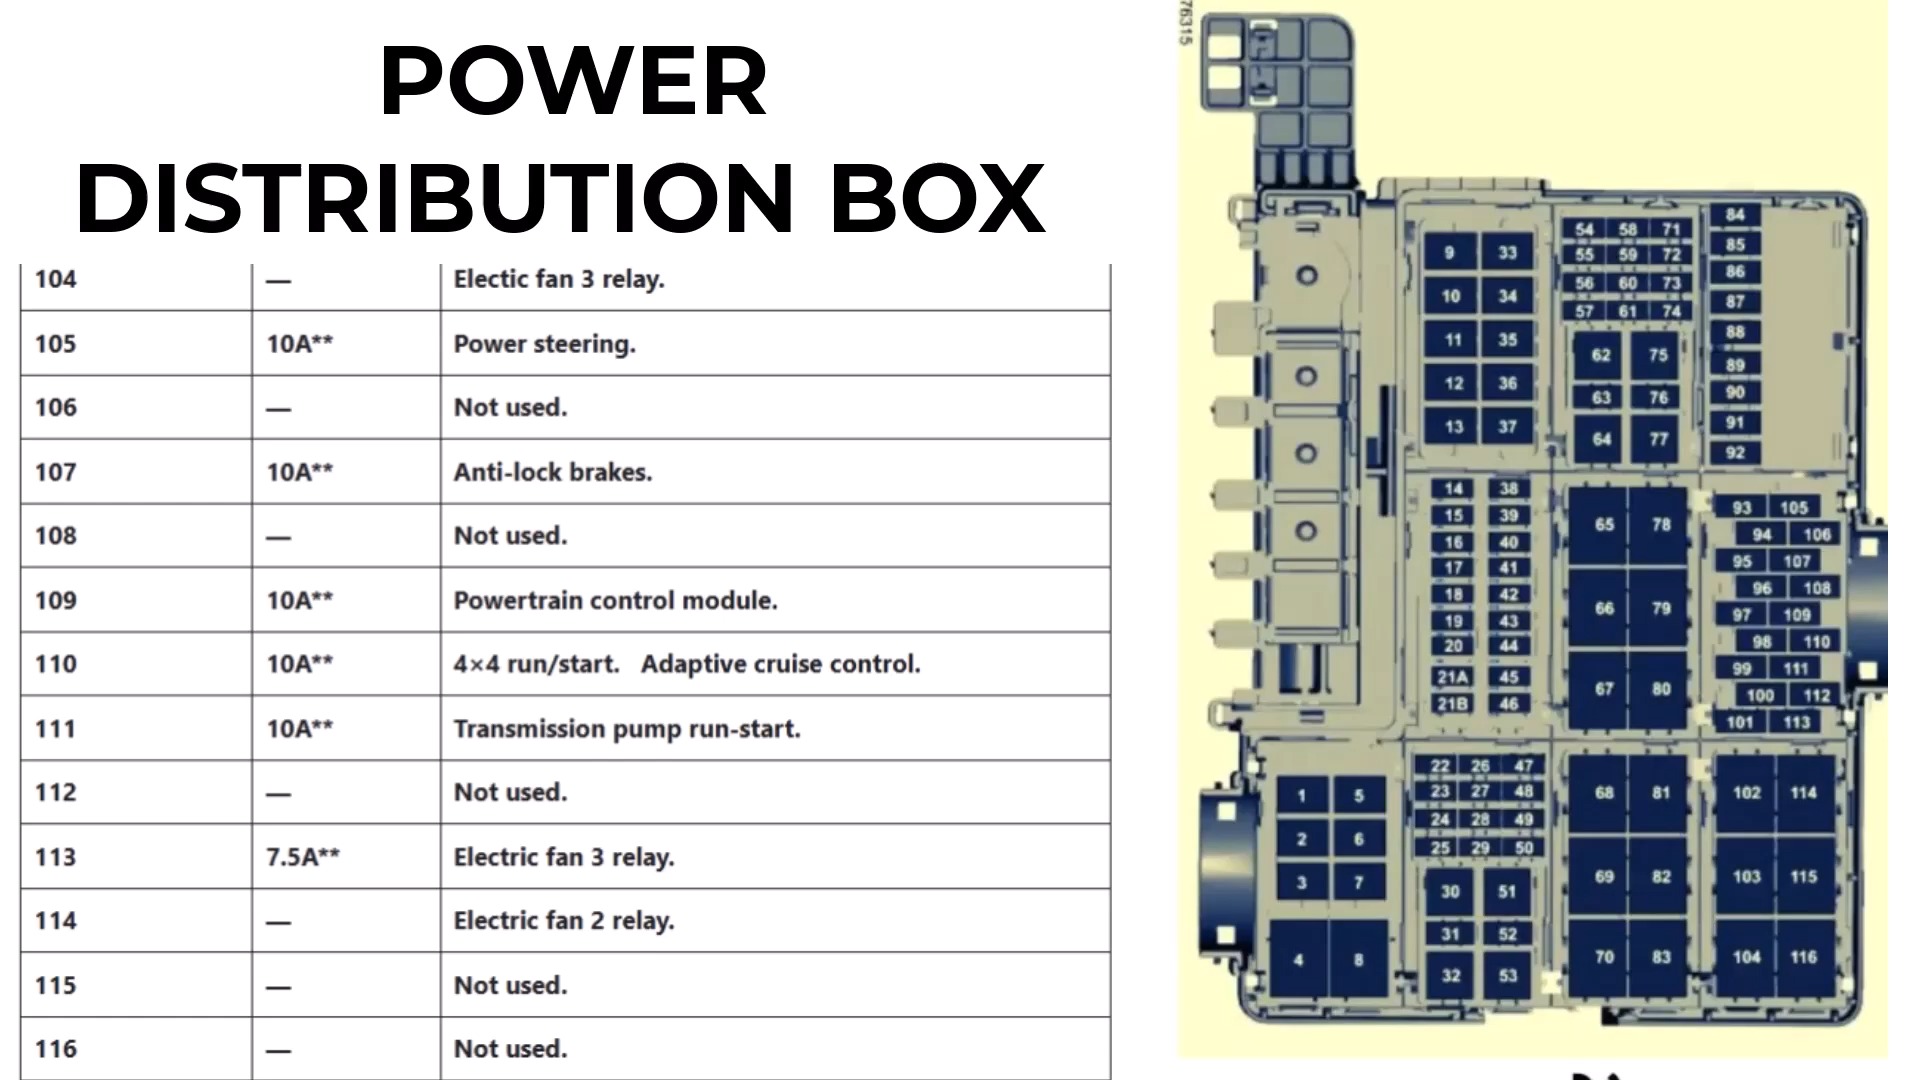 POWER
DISTRIBUTION BOX
104 — Electic fan 3 relay.
105 10A** Power steering.
106 — Not used.
107 10A** Anti-lock brakes.
108 — Not used.
109 10A** Powertrain control module.
110 10A** 4×4 run/start. Adaptive cruise control.
111 10A** Transmission pump run-start.
112 — Not used.
113 7.5A** Electric fan 3 relay.
114 — Electric fan 2 relay.
115 — Not used.
116 — Not used.
76315
9 33
10 34
11 35
12 36
13 37
54 58 71
55 59 72
56 60 73
57 61 74
62 75
63 76
64 77
84
85
86
87
88
89
90
91
92
14 38
15 39
16 40
17 41
18 42
19 43
20 44
21A 45
21B 46
65 78
66 79
67 80
93 105
94 106
95 107
96 108
97 109
98 110
99 111
100 112
101 113
1 5
2 6
3 7
4 8
22 26 47
23 27 48
24 28 49
25 29 50
30 51
31 52
32 53
68 81
69 82
70 83
102 114
103 115
104 116